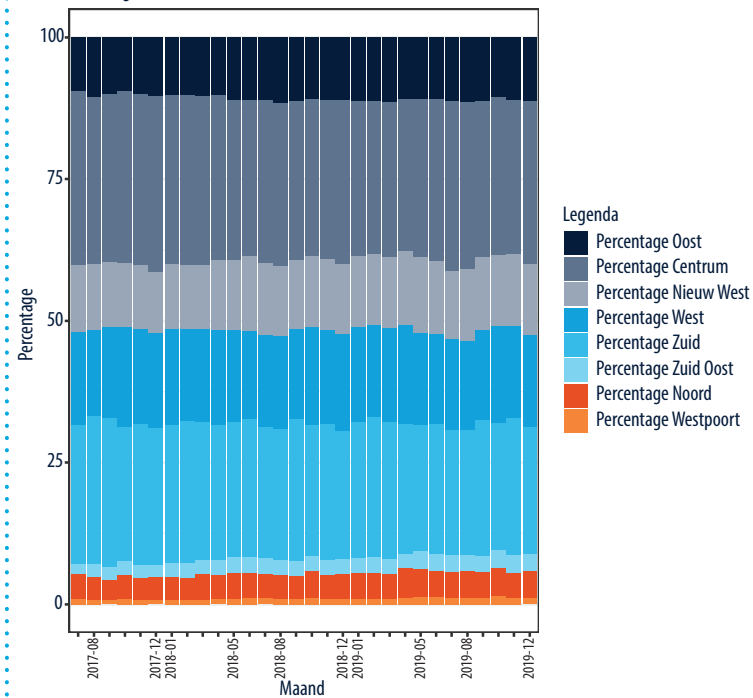 100
75
50
25
0
Percentage
2017-08
2017-12
2018-01
2018-05
2018-08
2018-12
2019-01
2019-05
2019-08
2019-12
Maand
Legenda
Percentage Oost
Percentage Centrum
Percentage Nieuw West
Percentage West
Percentage Zuid
Percentage Zuid Oost
Percentage Noord
Percentage Westpoort